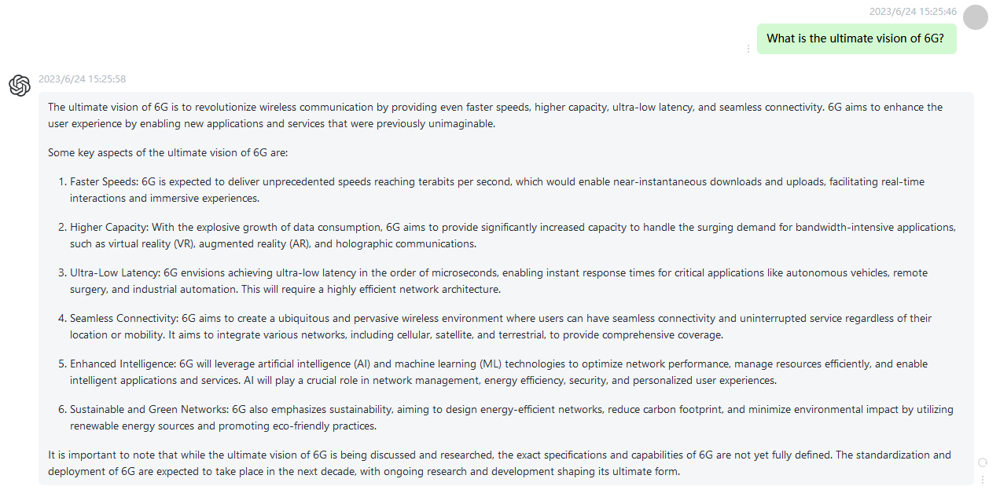 2023/6/24 15:25:46
What is the ultimate vision of 6G?
2023/6/24 15:25:58
The ultimate vision of 6G is to revolutionize wireless communication by providing even faster speeds, higher capacity, ultra-low latency, and seamless connectivity. 6G aims to enhance the
user experience by enabling new applications and services that were previously unimaginable.
Some key aspects of the ultimate vision of 6G are:
1. Faster Speeds: 6G is expected to deliver unprecedented speeds reaching terabits per second, which would enable near-instantaneous downloads and uploads, facilitating real-time
interactions and immersive experiences.
2. Higher Capacity: With the explosive growth of data consumption, 6G aims to provide significantly increased capacity to handle the surging demand for bandwidth-intensive applications,
such as virtual reality (VR), augmented reality (AR), and holographic communications.
3. Ultra-Low Latency: 6G envisions achieving ultra-low latency in the order of microseconds, enabling instant response times for critical applications like autonomous vehicles, remote
surgery, and industrial automation. This will require a highly efficient network architecture.
4. Seamless Connectivity: 6G aims to create a ubiquitous and pervasive wireless environment where users can have seamless connectivity and uninterrupted service regardless of their
location or mobility. It aims to integrate various networks, including cellular, satellite, and terrestrial, to provide comprehensive coverage.
5. Enhanced Intelligence: 6G will leverage artificial intelligence (AI) and machine learning (ML) technologies to optimize network performance, manage resources efficiently, and enable
intelligent applications and services. AI will play a crucial role in network management, energy efficiency, security, and personalized user experiences.
6. Sustainable and Green Networks: 6G also emphasizes sustainability, aiming to design energy-efficient networks, reduce carbon footprint, and minimize environmental impact by utilizing
renewable energy sources and promoting eco-friendly practices.
It is important to note that while the ultimate vision of 6G is being discussed and researched, the exact specifications and capabilities of 6G are not yet fully defined. The standardization and
deployment of 6G are expected to take place in the next decade, with ongoing research and development shaping its ultimate form.